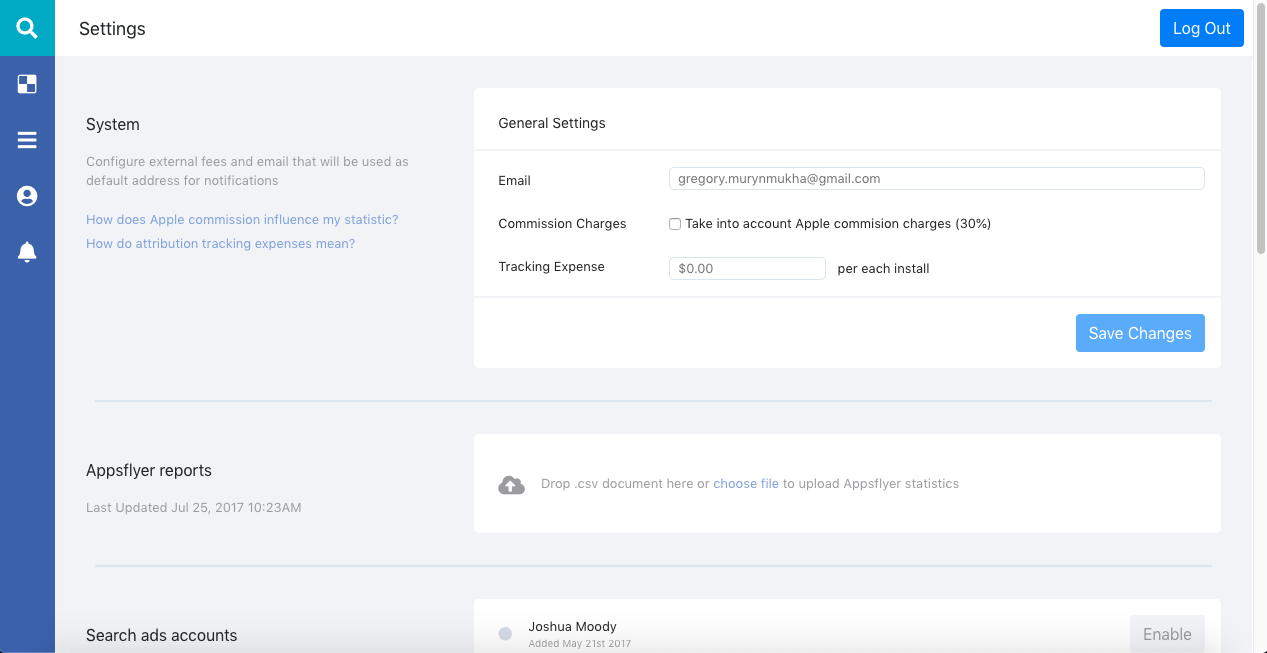 Settings
Log Out
System
Configure external fees and email that will be used as
default address for notifications
How does Apple commission influence my statistic?
How do attribution tracking expenses mean?
General Settings
Email
gregory.murynmukha@gmail.com
Commission Charges
Take into account Apple commision charges (30%)
Tracking Expense
$0.00
per each install
Save Changes
Appsflyer reports
Last Updated Jul 25, 2017 10:23AM
Drop .csv document here or choose file to upload Appsflyer statistics
Search ads accounts
Joshua Moody
Added May 21st 2017
Enable